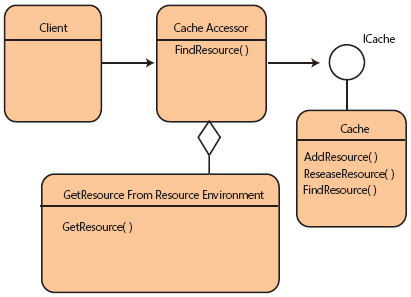 Client
Cache Accessor
FindResource( )
ICache
Cache
AddResource( )
ReseaseResource( )
FindResource( )
GetResource From Resource Environment
GetResource( )